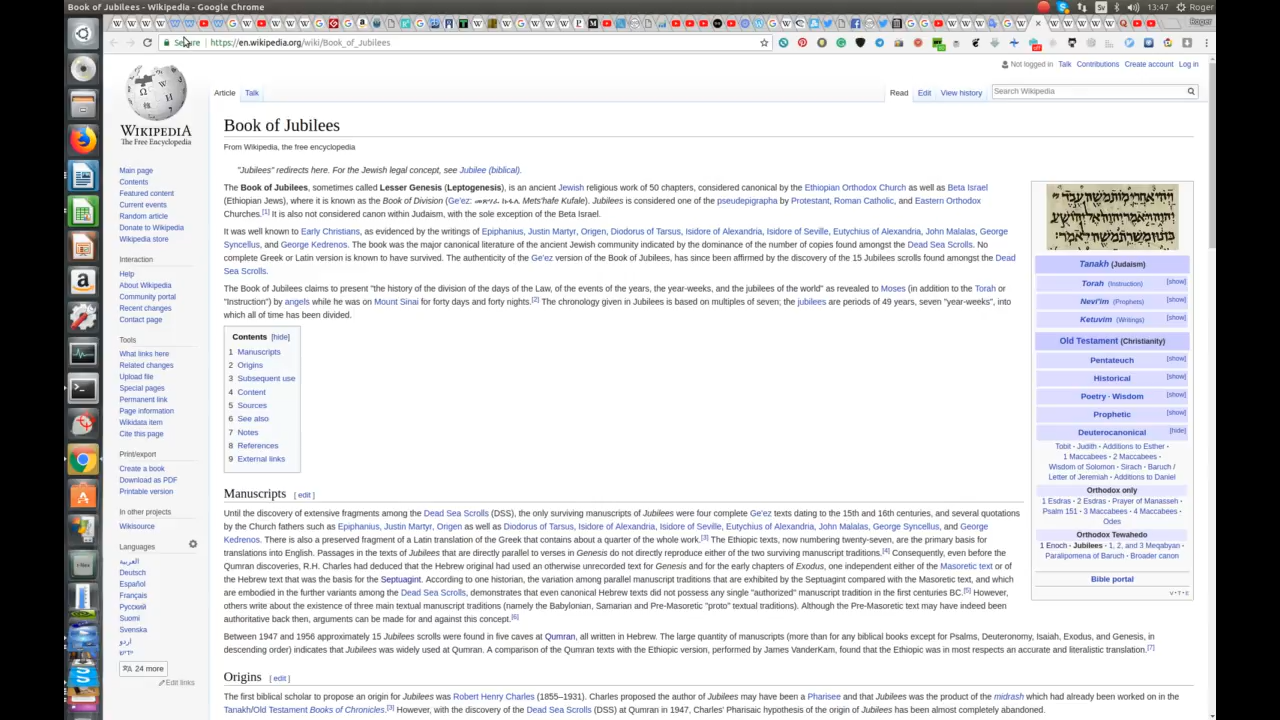 Book of Jubilees - Wikipedia - Google Chrome
13:47 Roger
Roger
Secure
https://en.wikipedia.org/wiki/Book_of_Jubilees
Not logged in Talk Contributions Create account Log in
Article Talk
Read Edit View history
Search Wikipedia
WIKIPEDIA
The Free Encyclopedia
Main page
Contents
Featured content
Current events
Random article
Donate to Wikipedia
Wikipedia store
Interaction
Help
About Wikipedia
Community portal
Recent changes
Contact page
Tools
What links here
Related changes
Upload file
Special pages
Permanent link
Page information
Wikidata item
Cite this page
Print/export
Create a book
Download as PDF
Printable version
In other projects
Wikisource
Languages
العربية
Deutsch
Español
Français
Русский
Suomi
Svenska
اردو
ייִדיש
24 more
Edit links
Book of Jubilees
From Wikipedia, the free encyclopedia
"Jubilees" redirects here. For the Jewish legal concept, see Jubilee (biblical).
The Book of Jubilees, sometimes called Lesser Genesis (Leptogenesis), is an ancient Jewish religious work of 50 chapters, considered canonical by the Ethiopian Orthodox Church as well as Beta Israel
(Ethiopian Jews), where it is known as the Book of Division (Ge'ez: መጽሃፈ ኩፋሌ Mets'hafe Kufale). Jubilees is considered one of the pseudepigrapha by Protestant, Roman Catholic, and Eastern Orthodox
Churches.[1] It is also not considered canon within Judaism, with the sole exception of the Beta Israel.
It was well known to Early Christians, as evidenced by the writings of Epiphanius, Justin Martyr, Origen, Diodorus of Tarsus, Isidore of Alexandria, Isidore of Seville, Eutychius of Alexandria, John Malalas, George
Syncellus, and George Kedrenos. The book was the major canonical literature of the ancient Jewish community indicated by the dominance of the number of copies found amongst the Dead Sea Scrolls. No
complete Greek or Latin version is known to have survived. The authenticity of the Ge'ez version of the Book of Jubilees, has since been affirmed by the discovery of the 15 Jubilees scrolls found amongst the Dead
Sea Scrolls.
The Book of Jubilees claims to present "the history of the division of the days of the Law, of the events of the years, the year-weeks, and the jubilees of the world" as revealed to Moses (in addition to the Torah or
"Instruction") by angels while he was on Mount Sinai for forty days and forty nights.[2] The chronology given in Jubilees is based on multiples of seven; the jubilees are periods of 49 years, seven "year-weeks", into
which all of time has been divided.
Contents [hide]
1 Manuscripts
2 Origins
3 Subsequent use
4 Content
5 Sources
6 See also
7 Notes
8 References
9 External links
Manuscripts [ edit ]
Until the discovery of extensive fragments among the Dead Sea Scrolls (DSS), the only surviving manuscripts of Jubilees were four complete Ge'ez texts dating to the 15th and 16th centuries, and several quotations
by the Church fathers such as Epiphanius, Justin Martyr, Origen as well as Diodorus of Tarsus, Isidore of Alexandria, Isidore of Seville, Eutychius of Alexandria, John Malalas, George Syncellus, and George
Kedrenos. There is also a preserved fragment of a Latin translation of the Greek that contains about a quarter of the whole work.[3] The Ethiopic texts, now numbering twenty-seven, are the primary basis for
translations into English. Passages in the texts of Jubilees that are directly parallel to verses in Genesis do not directly reproduce either of the two surviving manuscript traditions.[4] Consequently, even before the
Qumran discoveries, R.H. Charles had deduced that the Hebrew original had used an otherwise unrecorded text for Genesis and for the early chapters of Exodus, one independent either of the Masoretic text or of
the Hebrew text that was the basis for the Septuagint. According to one historian, the variation among parallel manuscript traditions that are exhibited by the Septuagint compared with the Masoretic text, and which
are embodied in the further variants among the Dead Sea Scrolls, demonstrates that even canonical Hebrew texts did not possess any single "authorized" manuscript tradition in the first centuries BC.[5] However,
others write about the existence of three main textual manuscript traditions (namely the Babylonian, Samarian and Pre-Masoretic "proto" textual traditions). Although the Pre-Masoretic text may have indeed been
authoritative back then, arguments can be made for and against this concept.[6]
Between 1947 and 1956 approximately 15 Jubilees scrolls were found in five caves at Qumran, all written in Hebrew. The large quantity of manuscripts (more than for any biblical books except for Psalms, Deuteronomy, Isaiah, Exodus, and Genesis, in
descending order) indicates that Jubilees was widely used at Qumran. A comparison of the Qumran texts with the Ethiopic version, performed by James VanderKam, found that the Ethiopic was in most respects an accurate and literalistic translation.[7]
Origins [ edit ]
The first biblical scholar to propose an origin for Jubilees was Robert Henry Charles (1855–1931). Charles proposed the author of Jubilees may have been a Pharisee and that Jubilees was the product of the midrash which had already been worked on in the
Tanakh/Old Testament Books of Chronicles.[3] However, with the discovery of the Dead Sea Scrolls (DSS) at Qumran in 1947, Charles' Pharisaic hypothesis of the origin of Jubilees has been almost completely abandoned.
Tanakh (Judaism)
Torah (Instruction) [show]
Nevi'im (Prophets) [show]
Ketuvim (Writings) [show]
Old Testament (Christianity)
Pentateuch [show]
Historical [show]
Poetry · Wisdom [show]
Prophetic [show]
Deuterocanonical [hide]
Tobit · Judith · Additions to Esther ·
1 Maccabees · 2 Maccabees ·
Wisdom of Solomon · Sirach · Baruch /
Letter of Jeremiah · Additions to Daniel
Orthodox only
1 Esdras · 2 Esdras · Prayer of Manasseh ·
Psalm 151 · 3 Maccabees · 4 Maccabees ·
Odes
Orthodox Tewahedo
1 Enoch · Jubilees · 1, 2, and 3 Meqabyan ·
Paralipomena of Baruch · Broader canon
Bible portal
V · T · E